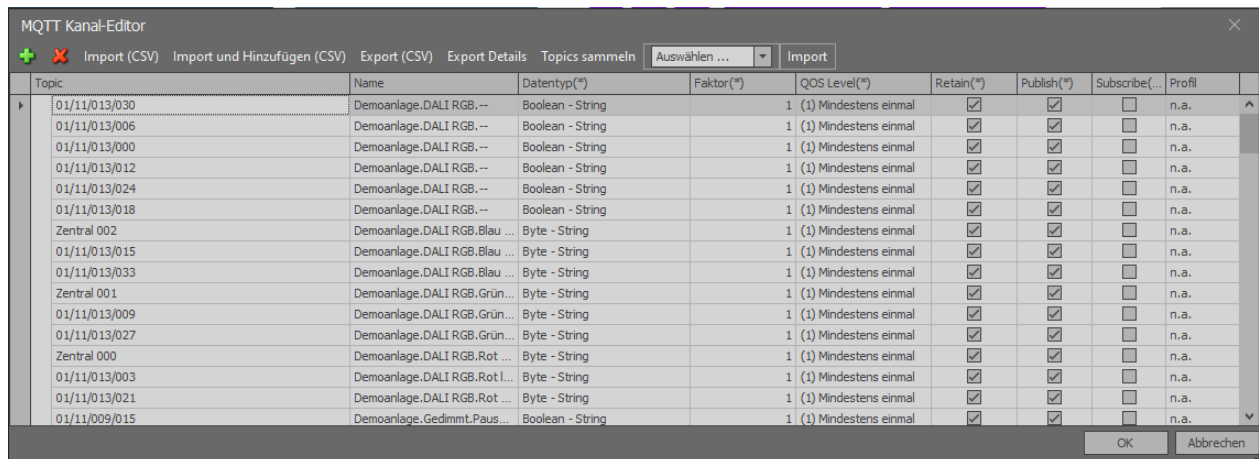 MQTT Kanal-Editor
Import (CSV) Import und Hinzufügen (CSV) Export (CSV) Export Details Topics sammeln Auswählen ... Import
Topic Name Datentyp(*) Faktor(*) QOS Level(*) Retain(*) Publish(*) Subscribe(... Profil
01/11/013/030 Demoanlage.DALI RGB.-- Boolean - String 1 (1) Mindestens einmal n.a.
01/11/013/006 Demoanlage.DALI RGB.-- Boolean - String 1 (1) Mindestens einmal n.a.
01/11/013/000 Demoanlage.DALI RGB.-- Boolean - String 1 (1) Mindestens einmal n.a.
01/11/013/012 Demoanlage.DALI RGB.-- Boolean - String 1 (1) Mindestens einmal n.a.
01/11/013/024 Demoanlage.DALI RGB.-- Boolean - String 1 (1) Mindestens einmal n.a.
01/11/013/018 Demoanlage.DALI RGB.-- Boolean - String 1 (1) Mindestens einmal n.a.
Zentral 002 Demoanlage.DALI RGB.Blau ... Byte - String 1 (1) Mindestens einmal n.a.
01/11/013/015 Demoanlage.DALI RGB.Blau ... Byte - String 1 (1) Mindestens einmal n.a.
01/11/013/033 Demoanlage.DALI RGB.Blau ... Byte - String 1 (1) Mindestens einmal n.a.
Zentral 001 Demoanlage.DALI RGB.Grün... Byte - String 1 (1) Mindestens einmal n.a.
01/11/013/009 Demoanlage.DALI RGB.Grün... Byte - String 1 (1) Mindestens einmal n.a.
01/11/013/027 Demoanlage.DALI RGB.Grün... Byte - String 1 (1) Mindestens einmal n.a.
Zentral 000 Demoanlage.DALI RGB.Rot ... Byte - String 1 (1) Mindestens einmal n.a.
01/11/013/003 Demoanlage.DALI RGB.Rot l... Byte - String 1 (1) Mindestens einmal n.a.
01/11/013/021 Demoanlage.DALI RGB.Rot ... Byte - String 1 (1) Mindestens einmal n.a.
01/11/009/015 Demoanlage.Gedimmt.Paus... Boolean - String 1 (1) Mindestens einmal n.a.
OK Abbrechen